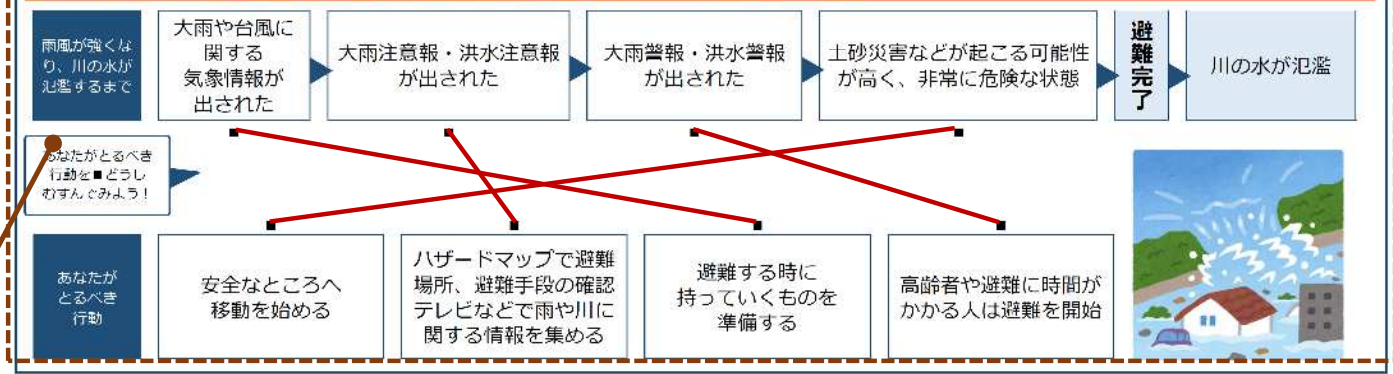 雨風が強くな
り、川の水が
氾濫するまで
大雨や台風に
関する
気象情報が
出された
大雨注意報・洪水注意報
が出された
大雨警報・洪水警報
が出された
土砂災害などが起こる可能性
が高く、非常に危険な状態
避難完了
川の水が氾濫
あなたがとるべき
行動を■どうし
むすんでみよう！
あなたが
とるべき
行動
安全なところへ
移動を始める
ハザードマップで避難
場所、避難手段の確認
テレビなどで雨や川に
関する情報を集める
避難する時に
持っていくものを
準備する
高齢者や避難に時間が
かかる人は避難を開始